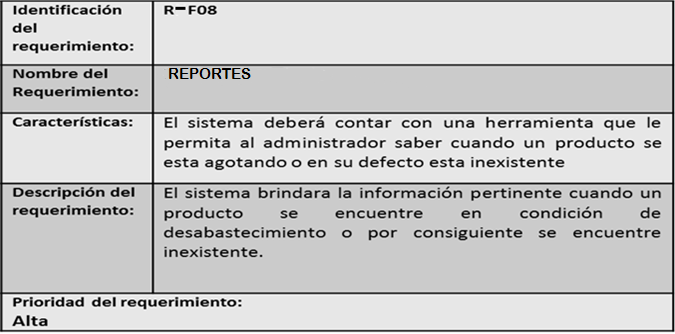 Identificación
del
requerimiento:
R-F08
Nombre del
Requerimiento:
REPORTES
Características:
El sistema deberá contar con una herramienta que le
permita al administrador saber cuando un producto se
esta agotando o en su defecto esta inexistente
Descripción del
requerimiento:
El sistema brindara la información pertinente cuando un
producto se encuentre en condición de
desabastecimiento o por consiguiente se encuentre
inexistente.
Prioridad del requerimiento:
Alta